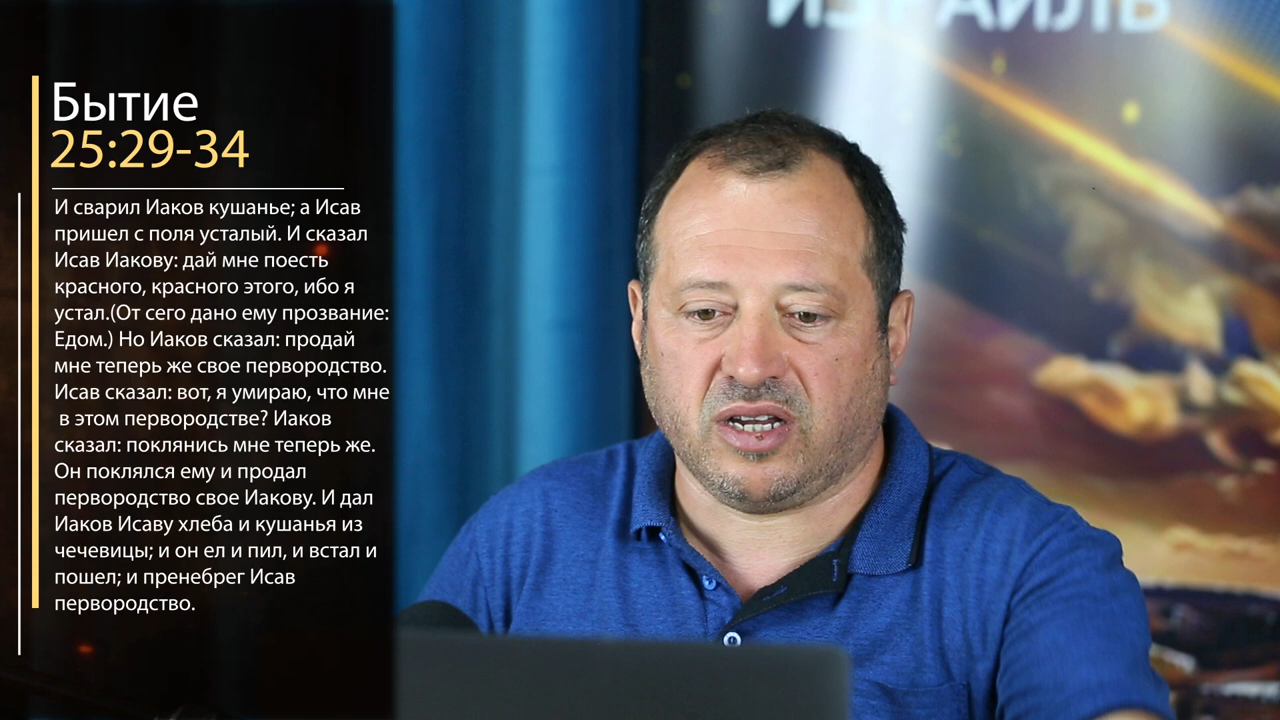 ИЗРАИЛЬ
Бытие
25:29-34
И сварил Иаков кушанье; а Исав
пришел с поля усталый. И сказал
Исав Иакову: дай мне поесть
красного, красного этого, ибо я
устал.(От сего дано ему прозвание:
Едом.) Но Иаков сказал: продай
мне теперь же свое первородство.
Исав сказал: вот, я умираю, что мне
в этом первородстве? Иаков
сказал: поклянись мне теперь же.
Он поклялся ему и продал
первородство свое Иакову. И дал
Иаков Исаву хлеба и кушанья из
чечевицы; и он ел и пил, и встал и
пошел; и пренебрег Исав
первородство.